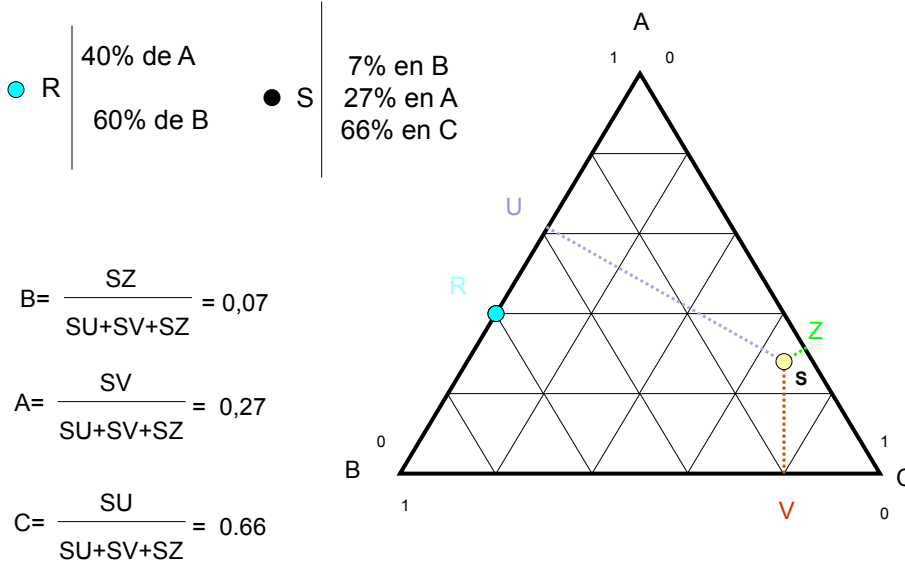 R
40% de A
60% de B
S
7% en B
27% en A
66% en C
A
1 0
U
R
Z
s
B= SZ
SU+SV+SZ
= 0,07
A= SV
SU+SV+SZ
= 0,27
C= SU
SU+SV+SZ
= 0.66
0
B
1
1
C
0
V